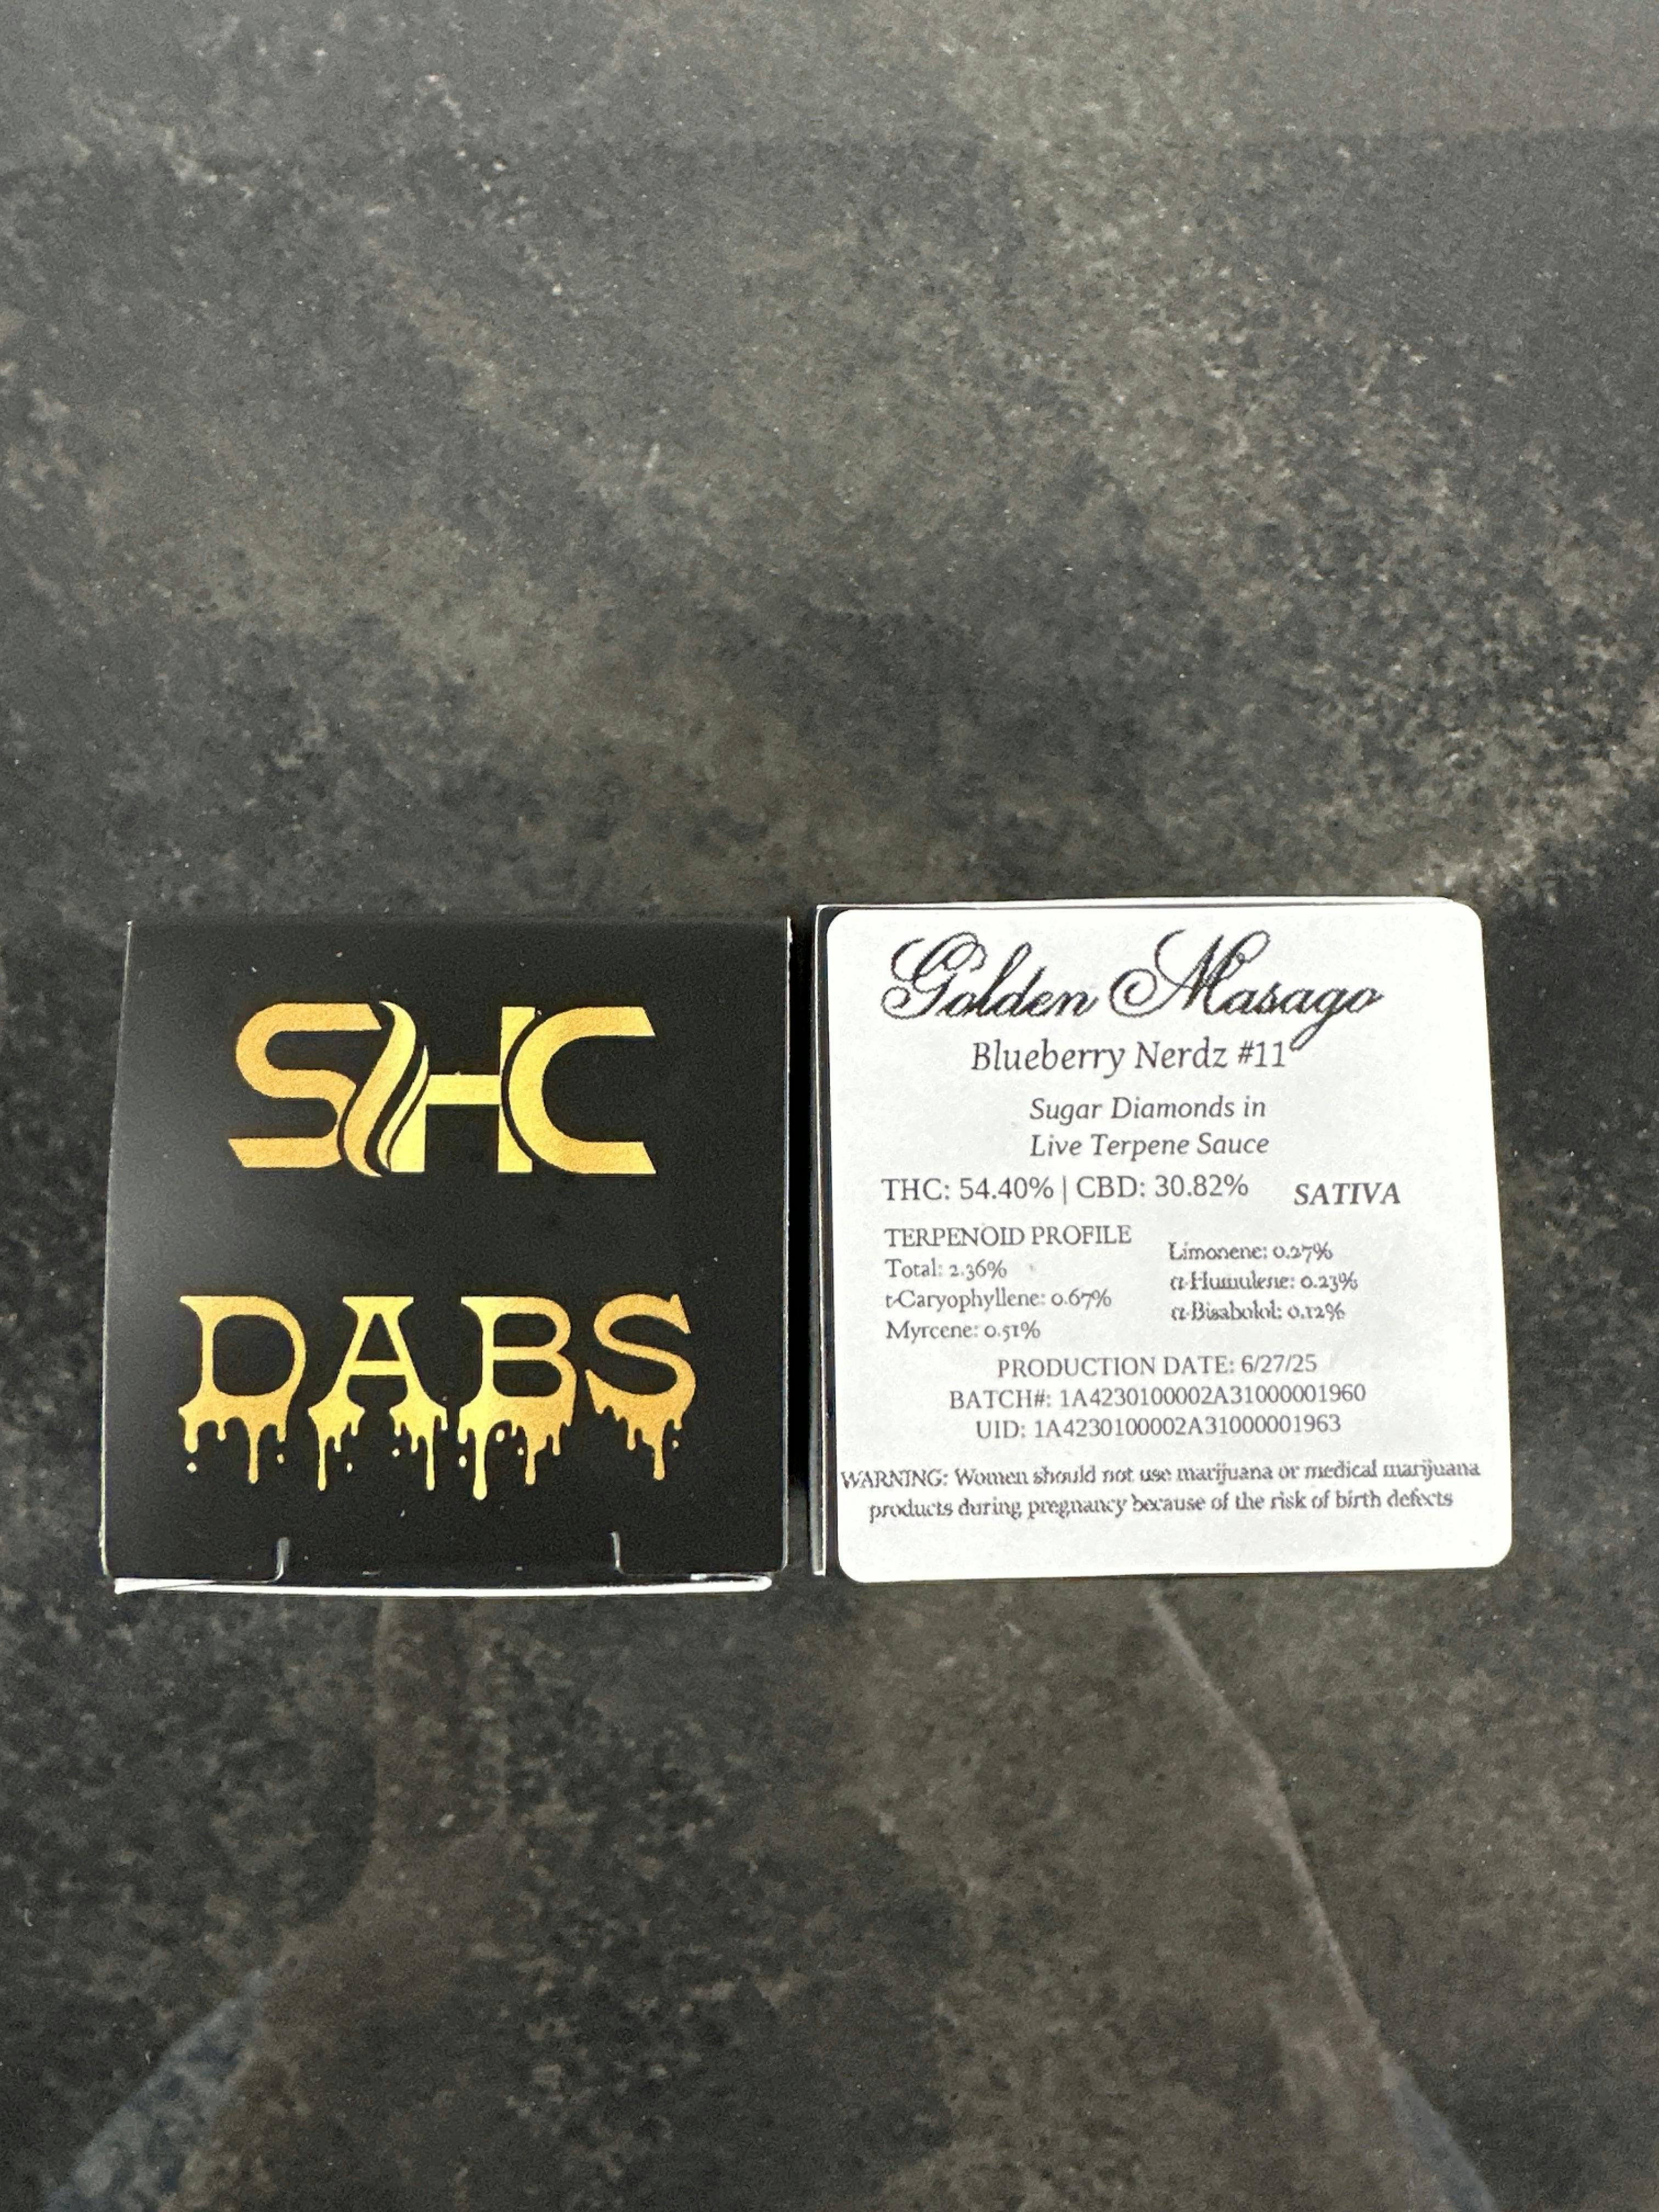 SHC
DABS
Golden Masago
Blueberry Nerdz #11
Sugar Diamonds in
Live Terpene Sauce
THC: 54.40% | CBD: 30.82% SATIVA
TERPENOID PROFILE
Total: 2.36%
t-Caryophyllene: 0.67%
Myrcene: 0.51%
Limonene: 0.27%
α-Humulene: 0.23%
α-Bisabolol: 0.12%
PRODUCTION DATE: 6/27/25
BATCH#: 1A4230100002A31000001960
UID: 1A4230100002A31000001963
WARNING: Women should not use marijuana or medical marijuana
products during pregnancy because of the risk of birth defects